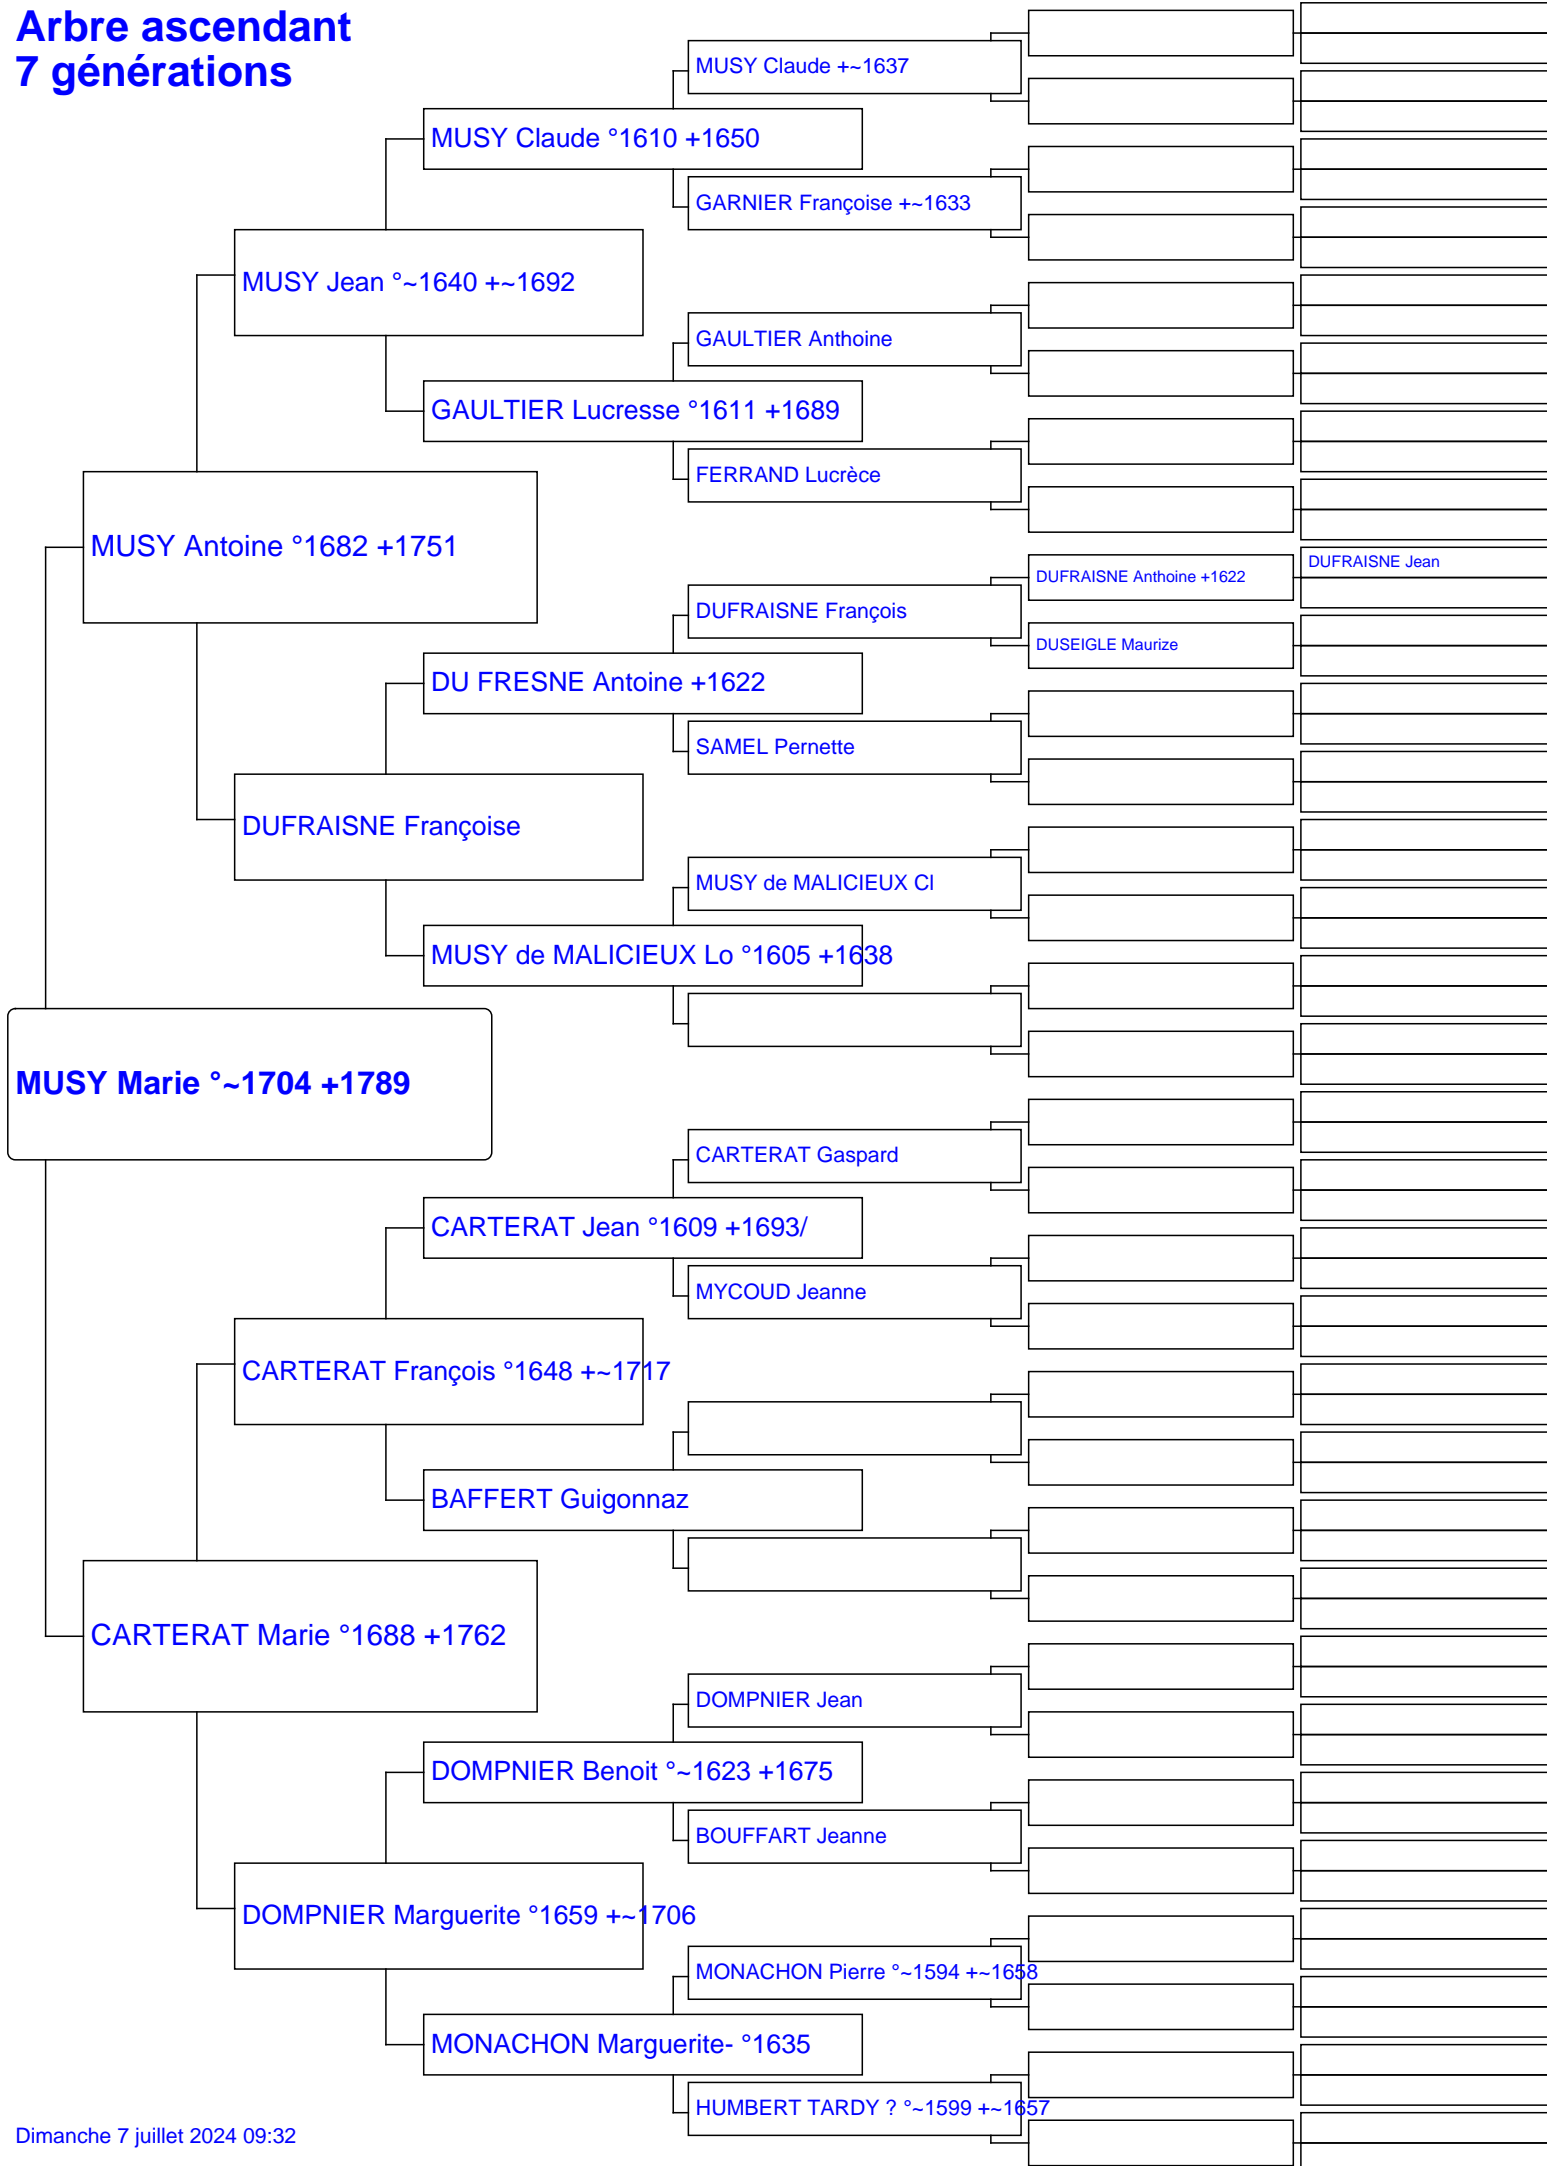 Arbre ascendant
7 générations
MUSY Claude +~1637
MUSY Claude °1610 +1650
GARNIER Françoise +~1633
MUSY Jean °~1640 +~1692
GAULTIER Anthoine
GAULTIER Lucresse °1611 +1689
FERRAND Lucrèce
MUSY Antoine °1682 +1751
DUFRAISNE Jean
DUFRAISNE Anthoine +1622
DUFRAISNE François
DUSEIGLE Maurize
DU FRESNE Antoine +1622
SAMEL Pernette
DUFRAISNE Françoise
MUSY de MALICIEUX Cl
MUSY de MALICIEUX Lo °1605 +1638
MUSY Marie °~1704 +1789
CARTERAT Gaspard
CARTERAT Jean °1609 +1693/
MYCOUD Jeanne
CARTERAT François °1648 +~1717
BAFFERT Guigonnaz
CARTERAT Marie °1688 +1762
DOMPNIER Jean
DOMPNIER Benoit °~1623 +1675
BOUFFART Jeanne
DOMPNIER Marguerite °1659 +~1706
MONACHON Pierre °~1594 +~1658
MONACHON Marguerite- °1635
HUMBERT TARDY ? °~1599 +~1657
Dimanche 7 juillet 2024 09:32